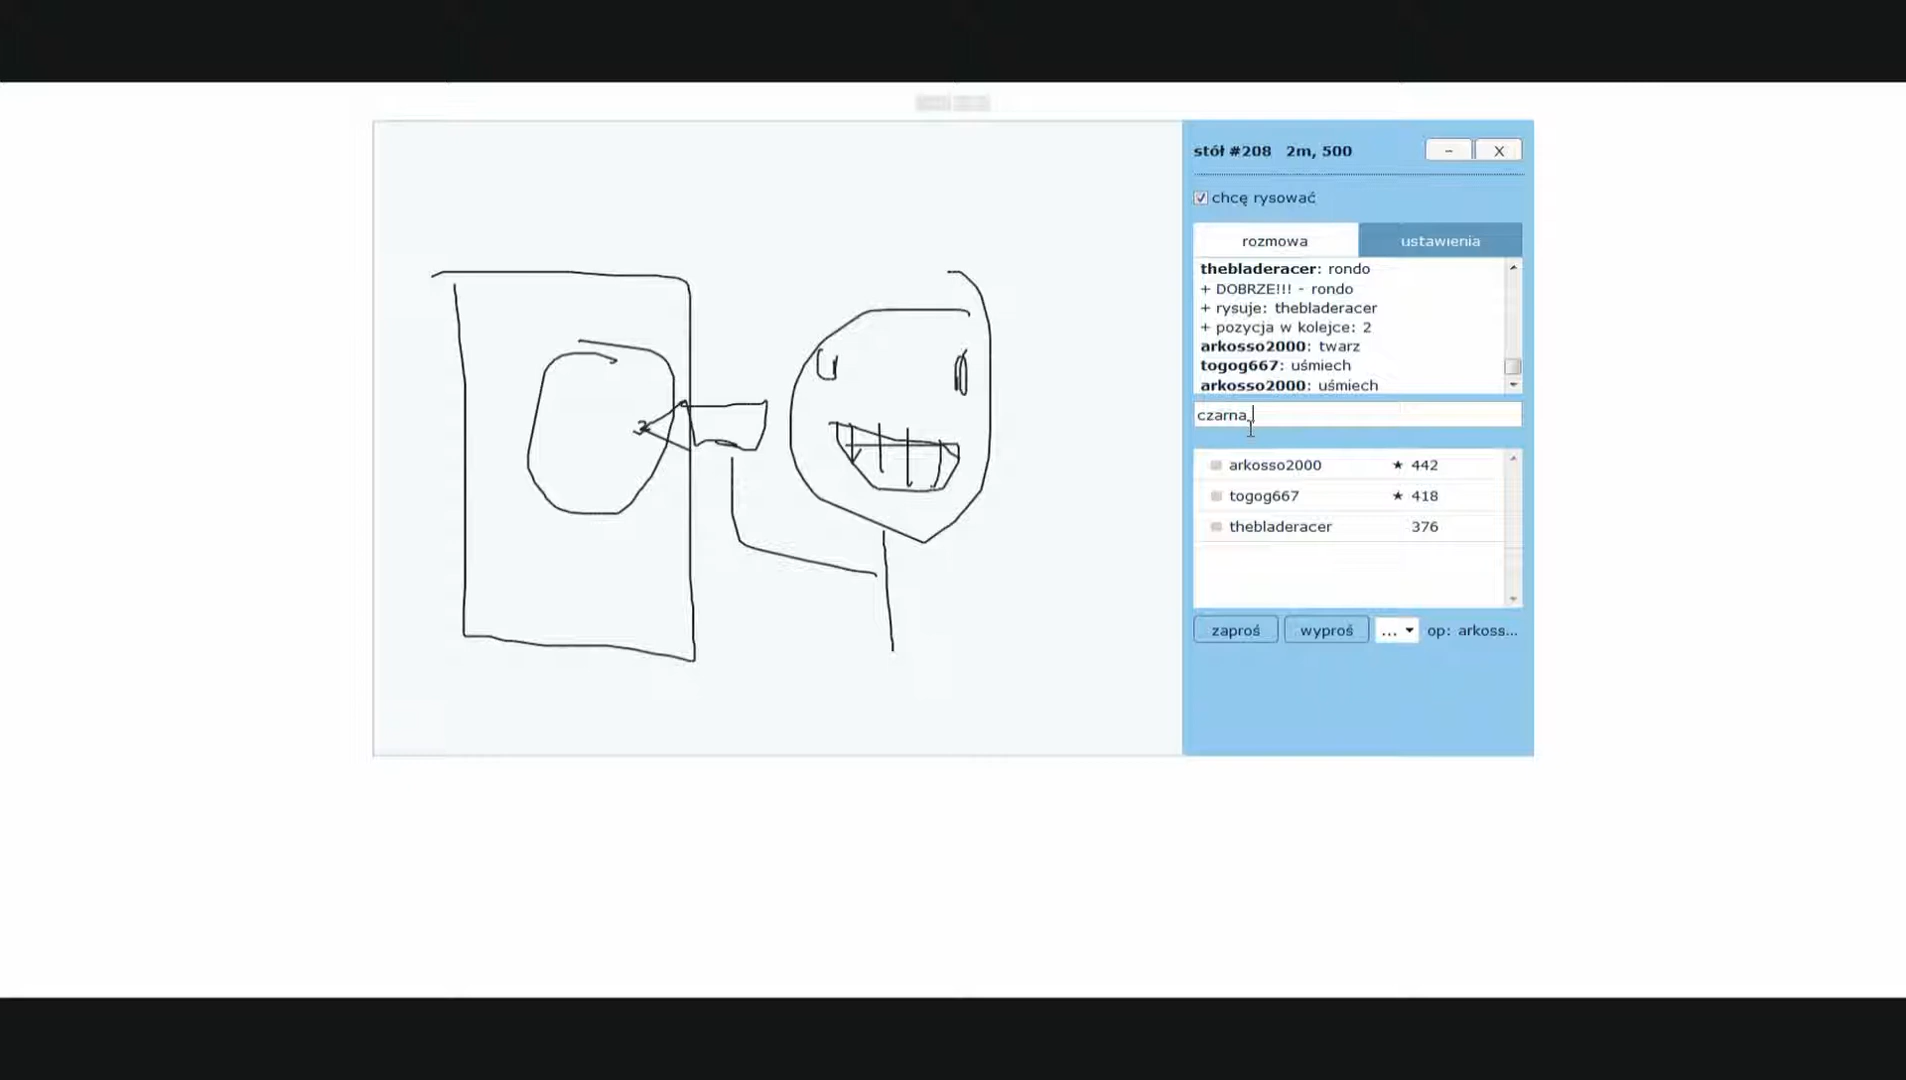 stół #208 2m, 500
–
X
chcę rysować
rozmowa
ustawienia
thebladeracer: rondo
+ DOBRZE!!! - rondo
+ rysuje: thebladeracer
+ pozycja w kolejce: 2
arkosso2000: twarz
togog667: uśmiech
arkosso2000: uśmiech
czarna
arkosso2000 ★ 442
togog667 ★ 418
thebladeracer 376
zaproś
wyproś
...
op: arkoss...